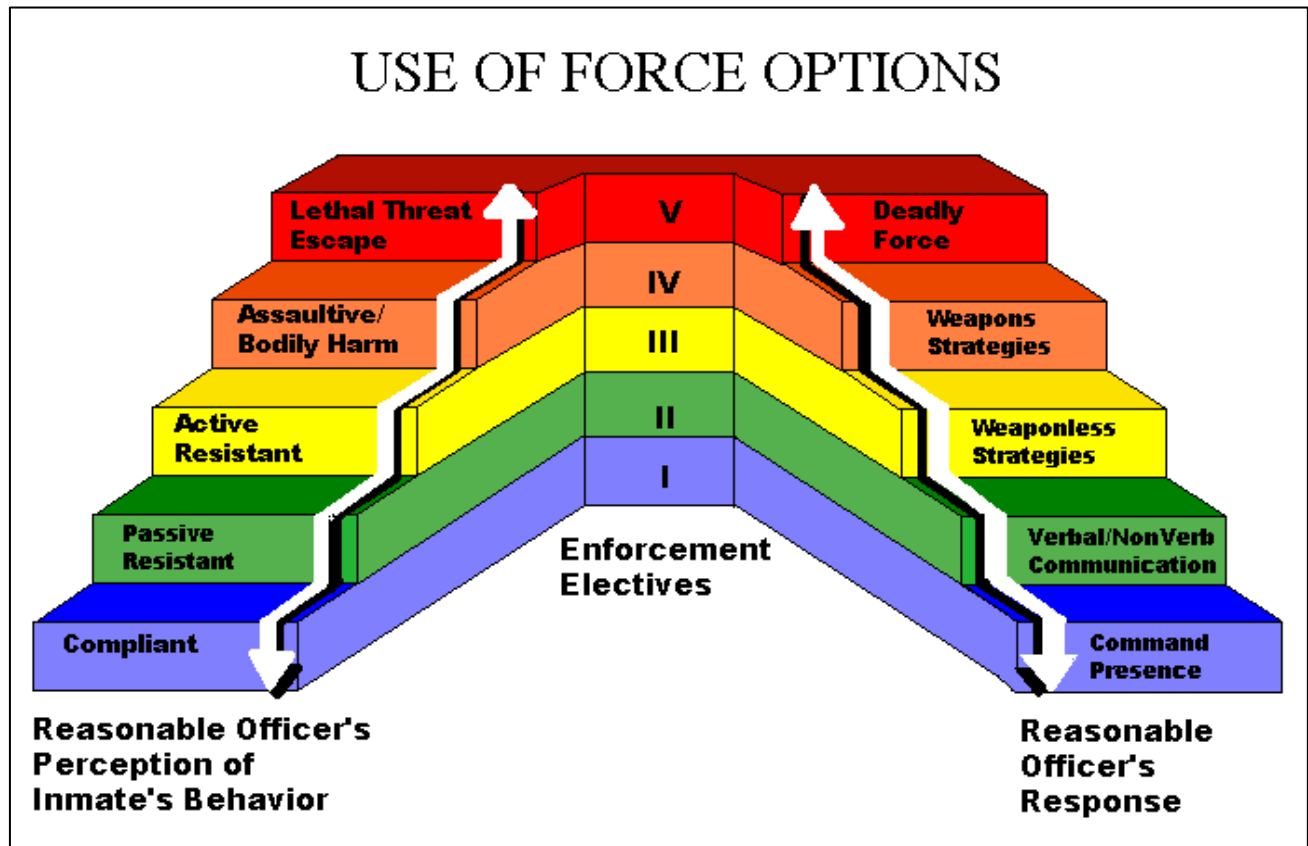 USE OF FORCE OPTIONS
Lethal Threat
Escape
V
Deadly
Force
Assaultive/
Bodily Harm
IV
Weapons
Strategies
Active
Resistant
III
Weaponless
Strategies
Passive
Resistant
II
Verbal/NonVerb
Communication
Compliant
I
Command
Presence
Enforcement
Electives
Reasonable Officer's
Perception of
Inmate's Behavior
Reasonable
Officer's
Response